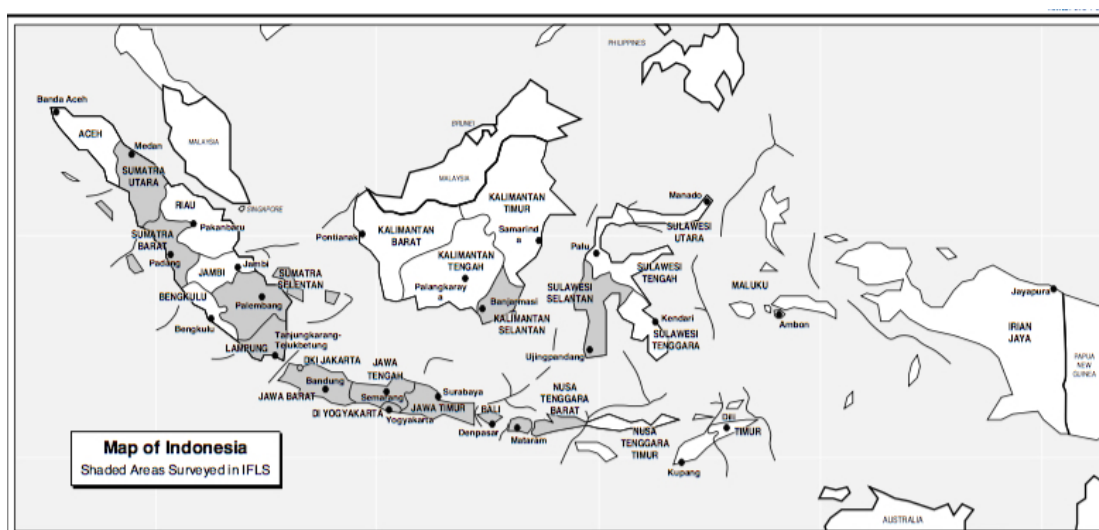 PHILIPPINES
Banda Aceh
ACEH
Medan
MALAYSIA
BRUNEI
SUMATRA
UTARA
MALAYSIA
KALIMANTAN
TIMUR
Manado
RIAU
SINGAPORE
Pakanbaru
Pontianak
KALIMANTAN
BARAT
Samarind
a
SULAWESI
UTARA
SUMATRA
BARAT
Padang
JAMBI
Jambi
SUMATRA
SELENTAN
KALIMANTAN
TENGAH
Palangkaray
a
Palu
SULAWESI
TENGAH
SULAWESI
SELANTAN
MALUKU
Jayapura
BENGKULU
Palembang
Banjarmasi
KALIMANTAN
SELANTAN
Bengkulu
Kendari
SULAWESI
TENGGARA
Ambon
IRIAN
JAYA
Tanjungkarang-
Telukbetung
LAMPUNG
Ujingpandang
PAPUA
NEW
GUINEA
DKI JAKARTA
JAWA
TENGAH
Bandung
Semarang
Surabaya
JAWA BARAT
JAWA TIMUR
BALI
NUSA
TENGGARA
BARAT
DI YOGYAKARTA
Yogyakarta
Denpasar
Mataram
NUSA
TENGGARA
TIMUR
Dili
TIMUR
Kupang
Map of Indonesia
Shaded Areas Surveyed in IFLS
AUSTRALIA